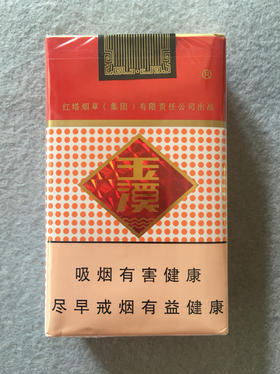 ®
红塔烟草（集团）有限责任公司出品
玉溪
吸烟有害健康
尽早戒烟有益健康